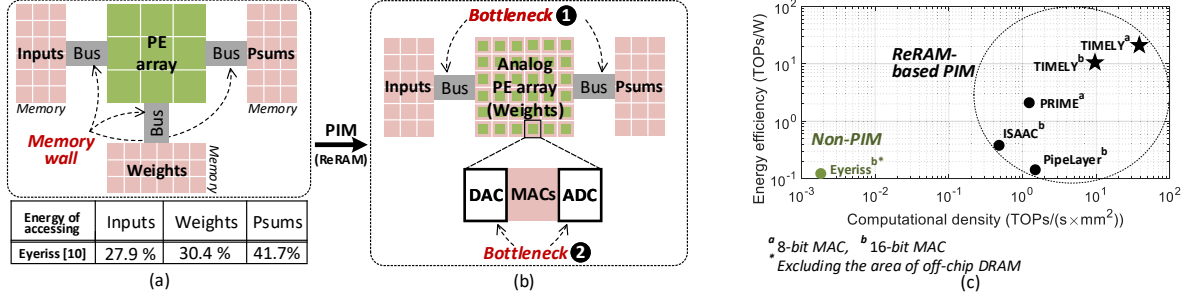 Inputs
Bus
PE
array
Bus
Psums
Memory
Memory
Bus
Memory
wall
Weights
Memory
Energy of accessing Inputs Weights Psums
Eyeriss [10] 27.9 % 30.4 % 41.7%
(a)
PIM
(ReRAM)
Bottleneck 1
Inputs
Bus
Analog
PE array
(Weights)
Bus
Psums
DAC MACs ADC
Bottleneck 2
(b)
Energy efficiency (TOPs/W)
10^2
10^1
10^0
10^-1
ReRAM-
based PIM
TIMELY^a
TIMELY^b
PRIME^a
ISAAC^b
PipeLayer^b
Non-PIM
Eyeriss^b*
10^-3 10^-2 10^-1 10^0 10^1 10^2
Computational density (TOPs/(s×mm²))
^a 8-bit MAC, ^b 16-bit MAC
* Excluding the area of off-chip DRAM
(c)